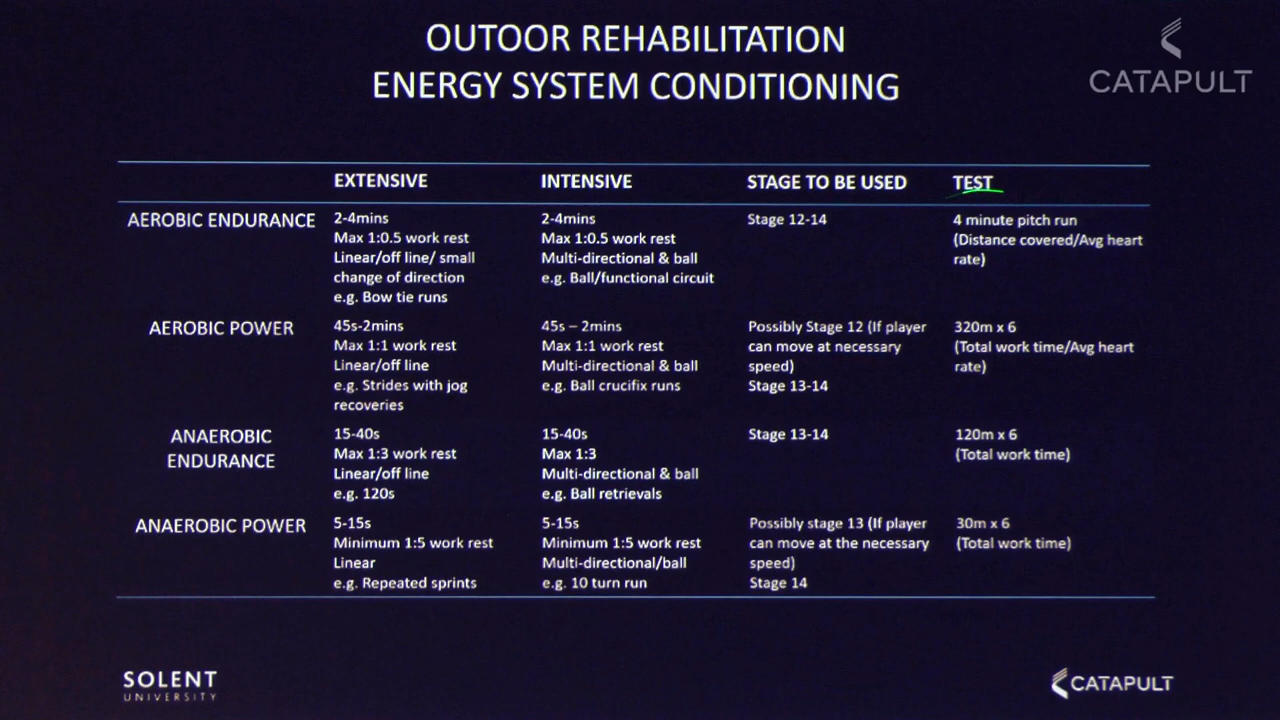 OUTOOR REHABILITATION
ENERGY SYSTEM CONDITIONING
CATAPULT
EXTENSIVE
INTENSIVE
STAGE TO BE USED
TEST
AEROBIC ENDURANCE
2-4mins
Max 1:0.5 work rest
Linear/off line/ small
change of direction
e.g. Bow tie runs
2-4mins
Max 1:0.5 work rest
Multi-directional & ball
e.g. Ball/functional circuit
Stage 12-14
4 minute pitch run
(Distance covered/Avg heart
rate)
AEROBIC POWER
45s-2mins
Max 1:1 work rest
Linear/off line
e.g. Strides with jog
recoveries
45s – 2mins
Max 1:1 work rest
Multi-directional & ball
e.g. Ball crucifix runs
Possibly Stage 12 (If player
can move at necessary
speed)
Stage 13-14
320m x 6
(Total work time/Avg heart
rate)
ANAEROBIC
ENDURANCE
15-40s
Max 1:3 work rest
Linear/off line
e.g. 120s
15-40s
Max 1:3
Multi-directional & ball
e.g. Ball retrievals
Stage 13-14
120m x 6
(Total work time)
ANAEROBIC POWER
5-15s
Minimum 1:5 work rest
Linear
e.g. Repeated sprints
5-15s
Minimum 1:5 work rest
Multi-directional/ball
e.g. 10 turn run
Possibly stage 13 (If player
can move at the necessary
speed)
Stage 14
30m x 6
(Total work time)
SOLENT
UNIVERSITY
CATAPULT